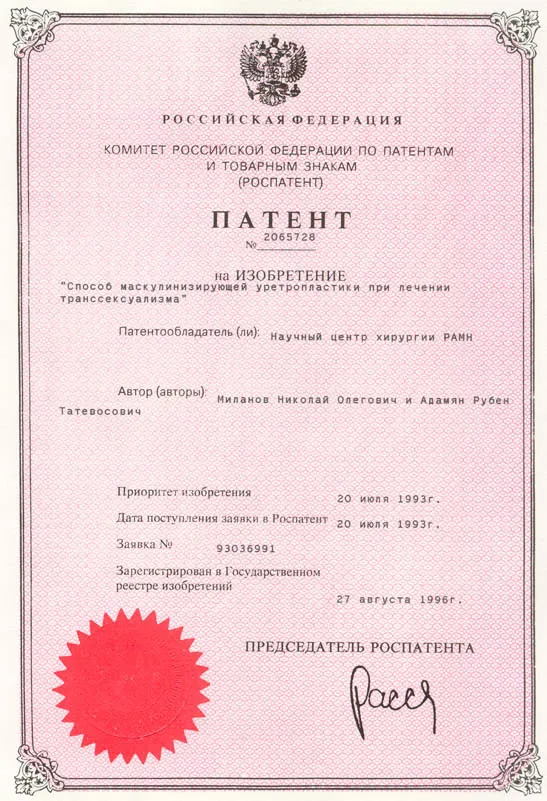 РОССИЙСКАЯ ФЕДЕРАЦИЯ
КОМИТЕТ РОССИЙСКОЙ ФЕДЕРАЦИИ ПО ПАТЕНТАМ
И ТОВАРНЫМ ЗНАКАМ
(РОСПАТЕНТ)
ПАТЕНТ
№ 2065728
на ИЗОБРЕТЕНИЕ
"Способ маскулинизирующей уретропластики при лечении
транссексуализма"
Патентообладатель (ли): Научный центр хирургии РАМН
Автор (авторы): Миланов Николай Олегович и Адамян Рубен
Татевосович
Приоритет изобретения 20 июля 1993г.
Дата поступления заявки в Роспатент 20 июля 1993г.
Заявка № 93036991
Зарегистрирован в Государственном
реестре изобретений 27 августа 1996г.
ПРЕДСЕДАТЕЛЬ РОСПАТЕНТА